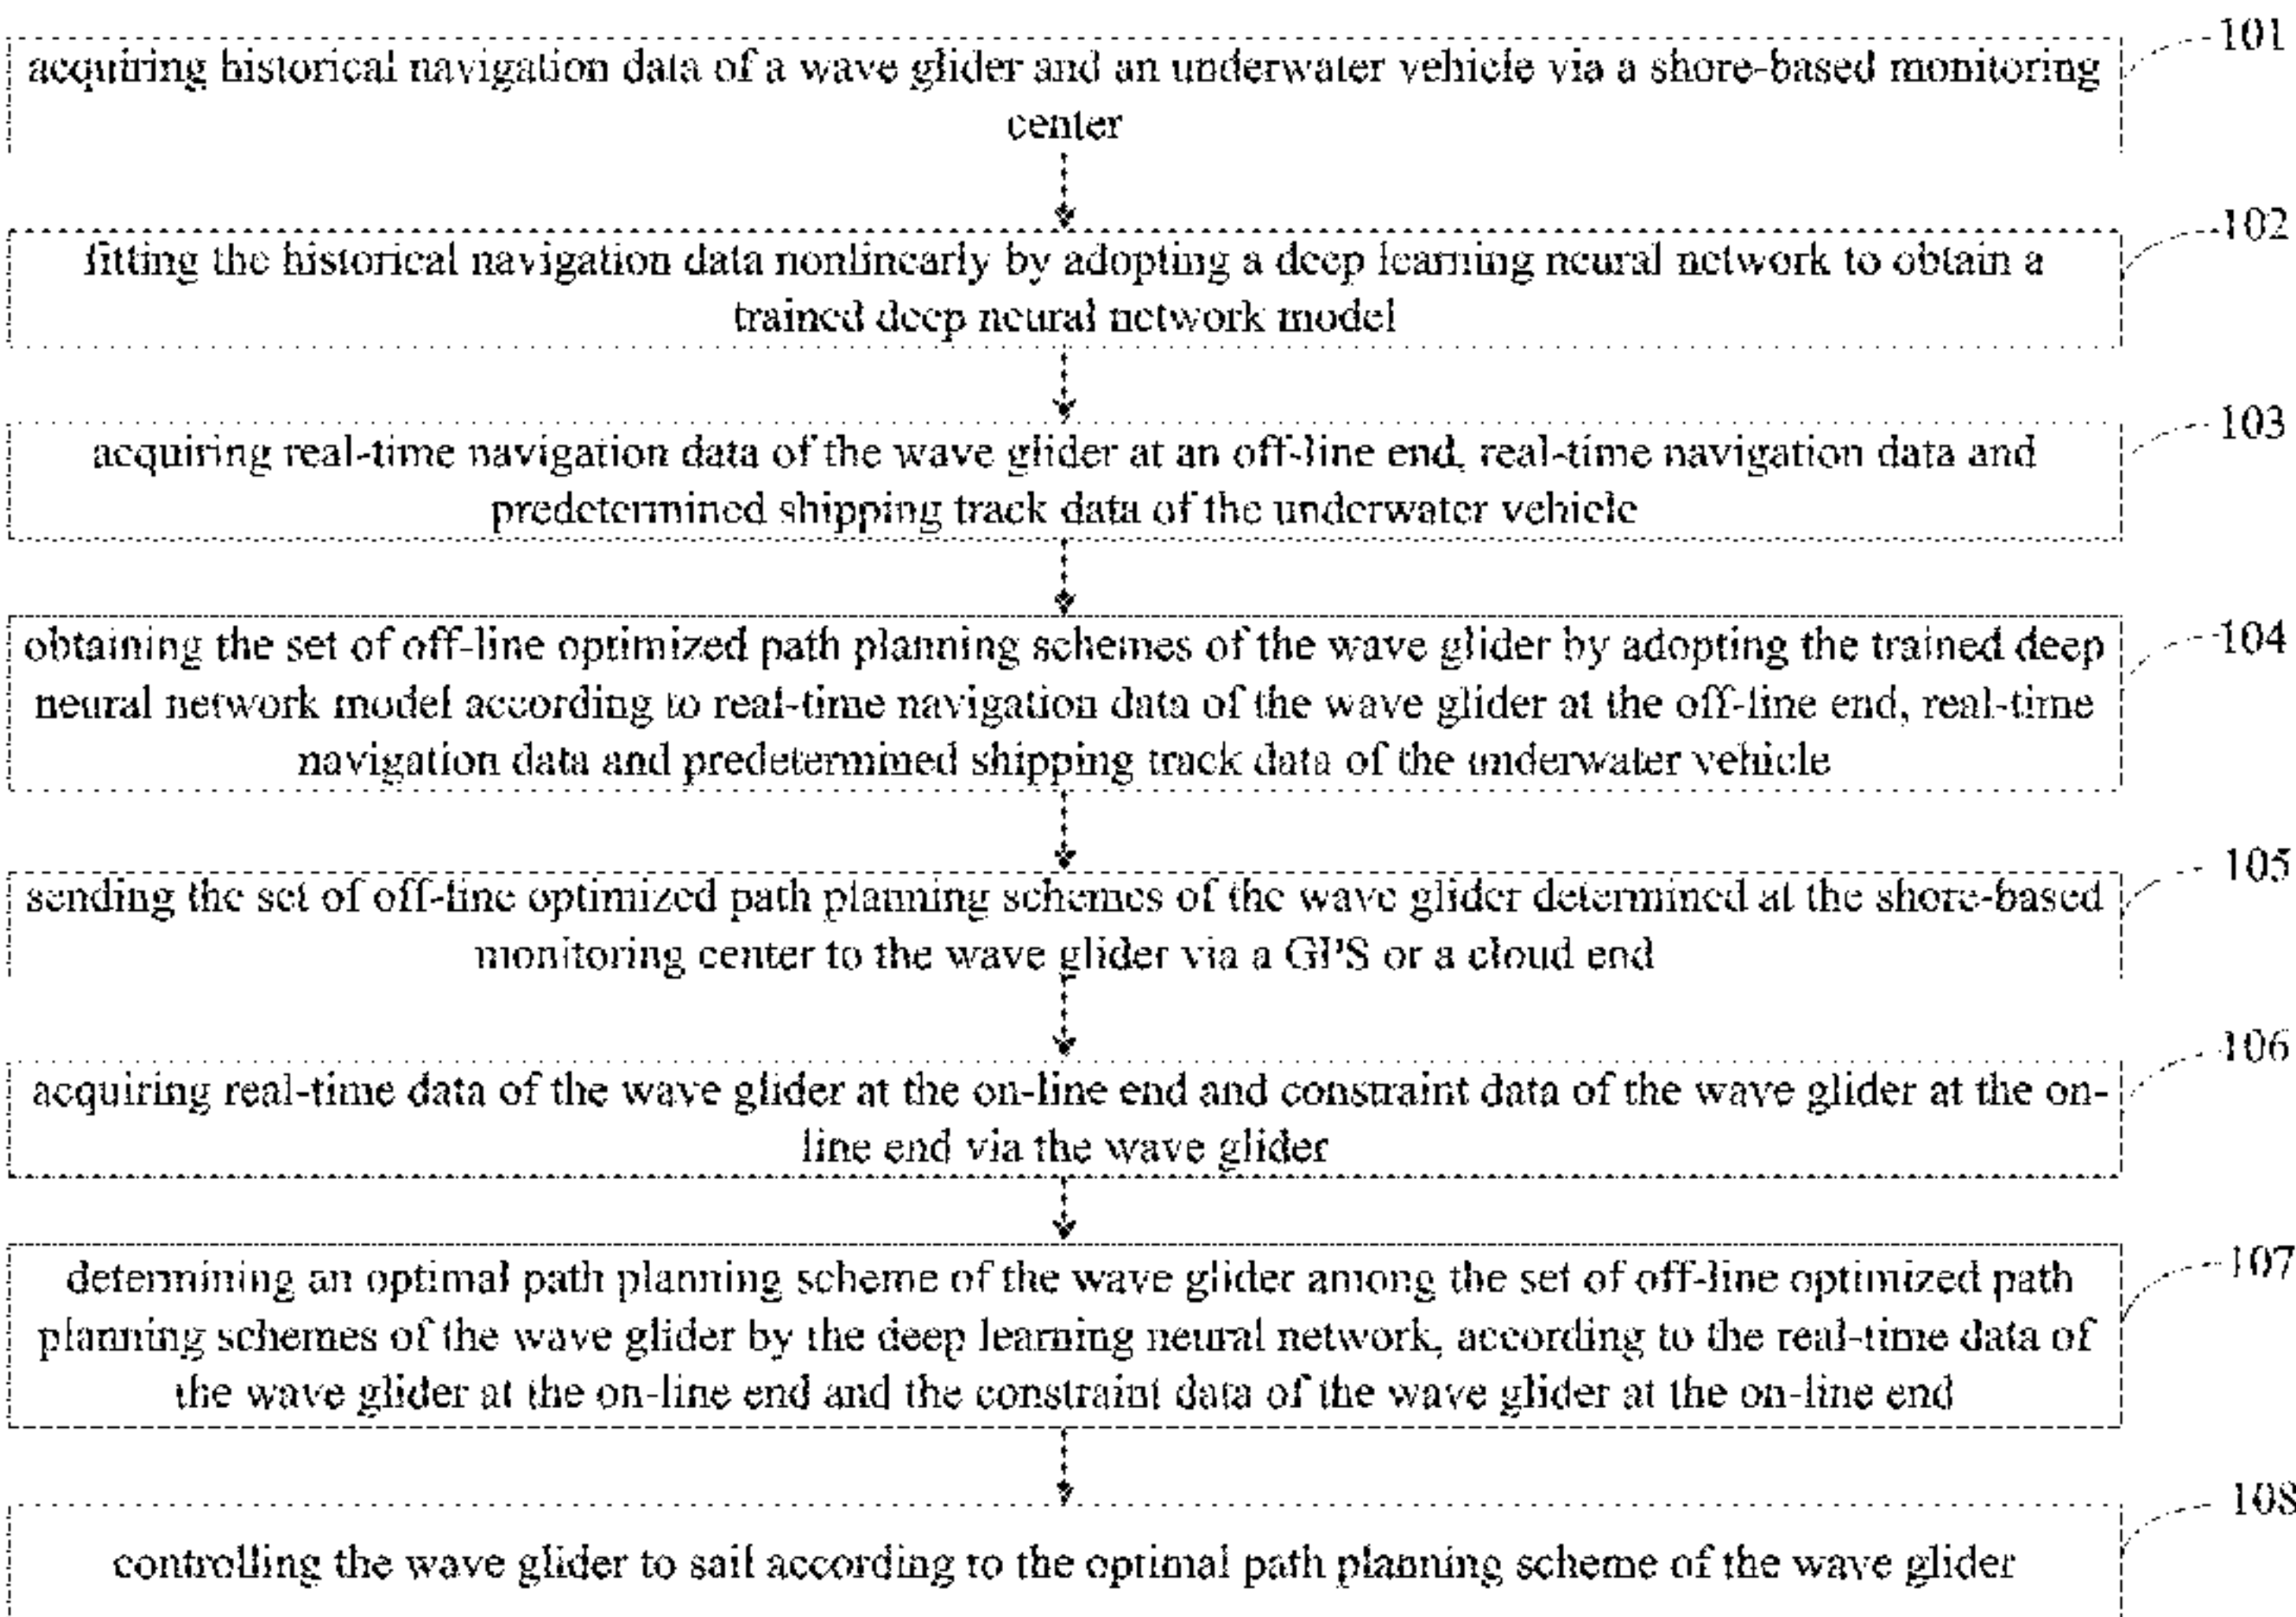 101
acquiring historical navigation data of a wave glider and an underwater vehicle via a shore-based monitoring
center
102
fitting the historical navigation data nonlinearly by adopting a deep learning neural network to obtain a
trained deep neural network model
103
acquiring real-time navigation data of the wave glider at an off-line end, real-time navigation data and
predetermined shipping track data of the underwater vehicle
104
obtaining the set of off-line optimized path planning schemes of the wave glider by adopting the trained deep
neural network model according to real-time navigation data of the wave glider at the off-line end, real-time
navigation data and predetermined shipping track data of the underwater vehicle
105
sending the set of off-line optimized path planning schemes of the wave glider determined at the shore-based
monitoring center to the wave glider via a GPS or a cloud end
106
acquiring real-time data of the wave glider at the on-line end and constraint data of the wave glider at the on-
line end via the wave glider
107
determining an optimal path planning scheme of the wave glider among the set of off-line optimized path
planning schemes of the wave glider by the deep learning neural network, according to the real-time data of
the wave glider at the on-line end and the constraint data of the wave glider at the on-line end
108
controlling the wave glider to sail according to the optimal path planning scheme of the wave glider